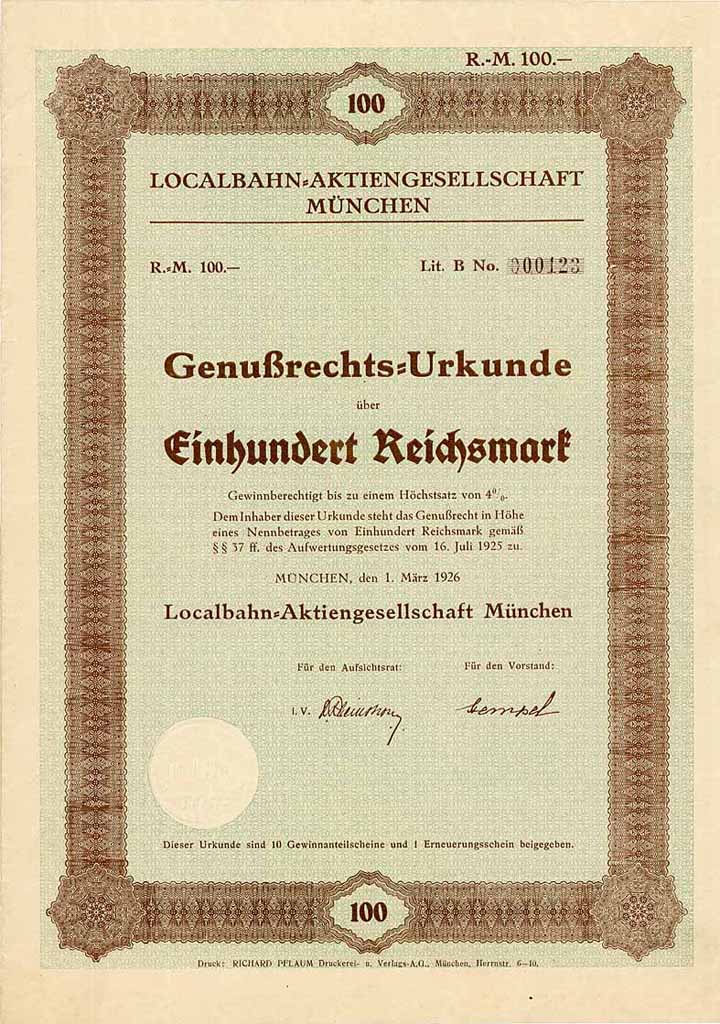 R.-M. 100.—
100
LOCALBAHN=AKTIENGESELLSCHAFT
MÜNCHEN
R.=M. 100.— Lit. B No. 000123
Genußrechts=Urkunde
über
Einhundert Reichsmark
Gewinnberechtigt bis zu einem Höchstsatz von 4%.
Dem Inhaber dieser Urkunde steht das Genußrecht in Höhe
eines Nennbetrages von Einhundert Reichsmark gemäß
§§ 37 ff. des Aufwertungsgesetzes vom 16. Juli 1925 zu.
MÜNCHEN, den 1. März 1926
Localbahn=Aktiengesellschaft München
Für den Aufsichtsrat: Für den Vorstand:
I. V.
Dieser Urkunde sind 10 Gewinnanteilscheine und 1 Erneuerungsschein beigegeben.
100
Druck: RICHARD PFLAUM Druckerei- u. Verlags-A.G., München, Herrnstr. 6–10.